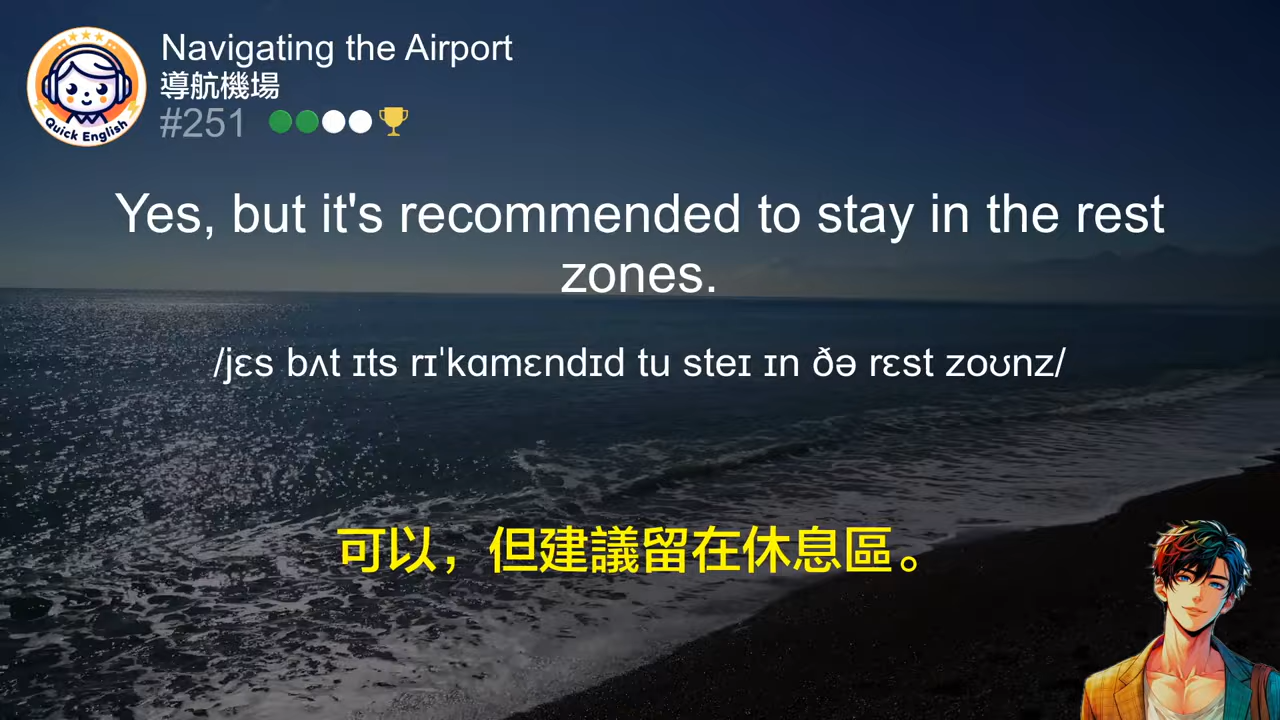 Navigating the Airport
導航機場
#251
Quick English
Yes, but it's recommended to stay in the rest
zones.
/jɛs bʌt ɪts rɪˈkɑmɛndɪd tu steɪ ɪn ðə rɛst zoʊnz/
可以，但建議留在休息區。